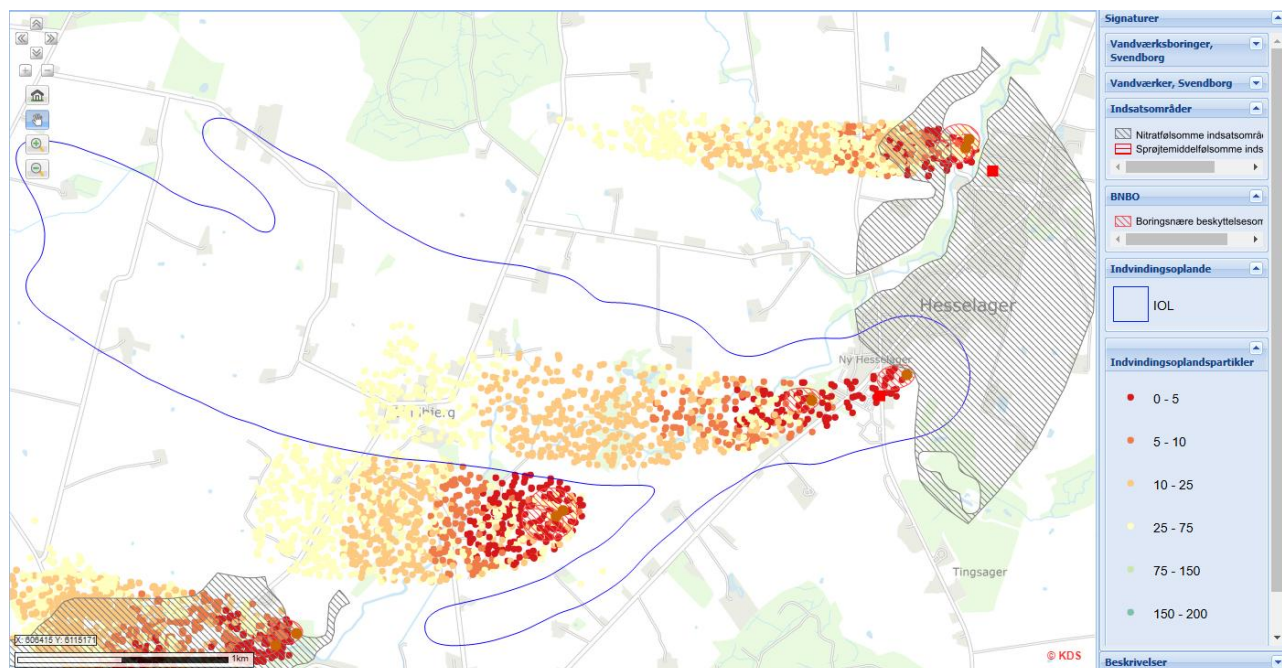 Signaturer
Vandværksboringer,
Svendborg
Vandværker, Svendborg
Indsatsområder
Nitratfølsomme indsatsområ
Sprøjtemiddelfølsomme inds
BNBO
Boringsnære beskyttelsesom
Indvindingsoplande
IOL
Indvindingsoplandspartikler
0 - 5
5 - 10
10 - 25
25 - 75
75 - 150
150 - 200
Beskrivelser
Hesselager
Ny Hesselager
Tingsager
X: 606415 Y: 6115171
1km
© KDS